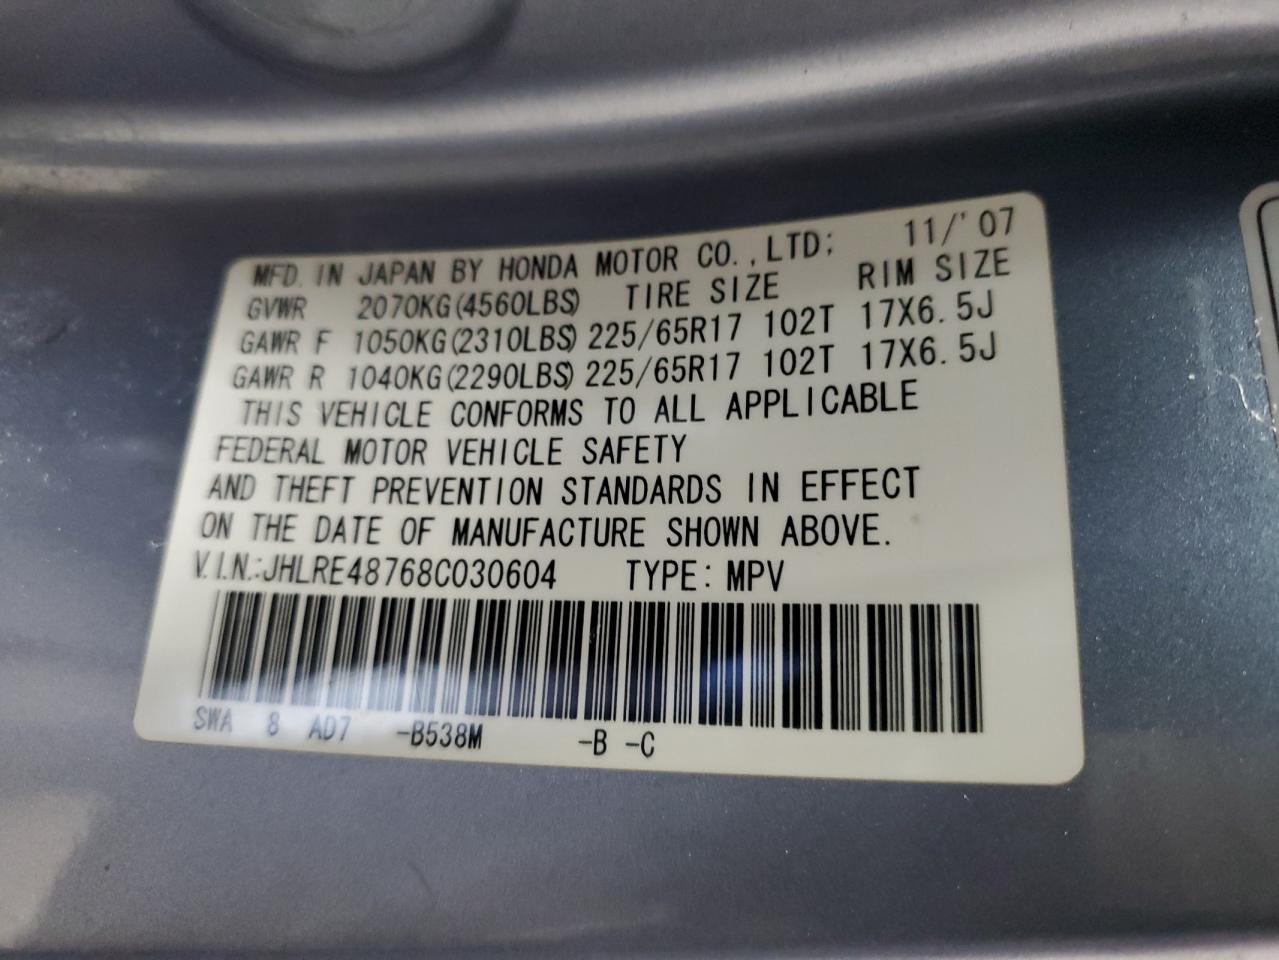 MFD. IN JAPAN BY HONDA MOTOR CO., LTD; 11/'07
GVWR 2070KG(4560LBS) TIRE SIZE RIM SIZE
GAWR F 1050KG(2310LBS) 225/65R17 102T 17X6.5J
GAWR R 1040KG(2290LBS) 225/65R17 102T 17X6.5J
THIS VEHICLE CONFORMS TO ALL APPLICABLE
FEDERAL MOTOR VEHICLE SAFETY
AND THEFT PREVENTION STANDARDS IN EFFECT
ON THE DATE OF MANUFACTURE SHOWN ABOVE.
V.I.N.:JHLRE48768C030604 TYPE: MPV
SWA 8 AD7 -B538M -B -C